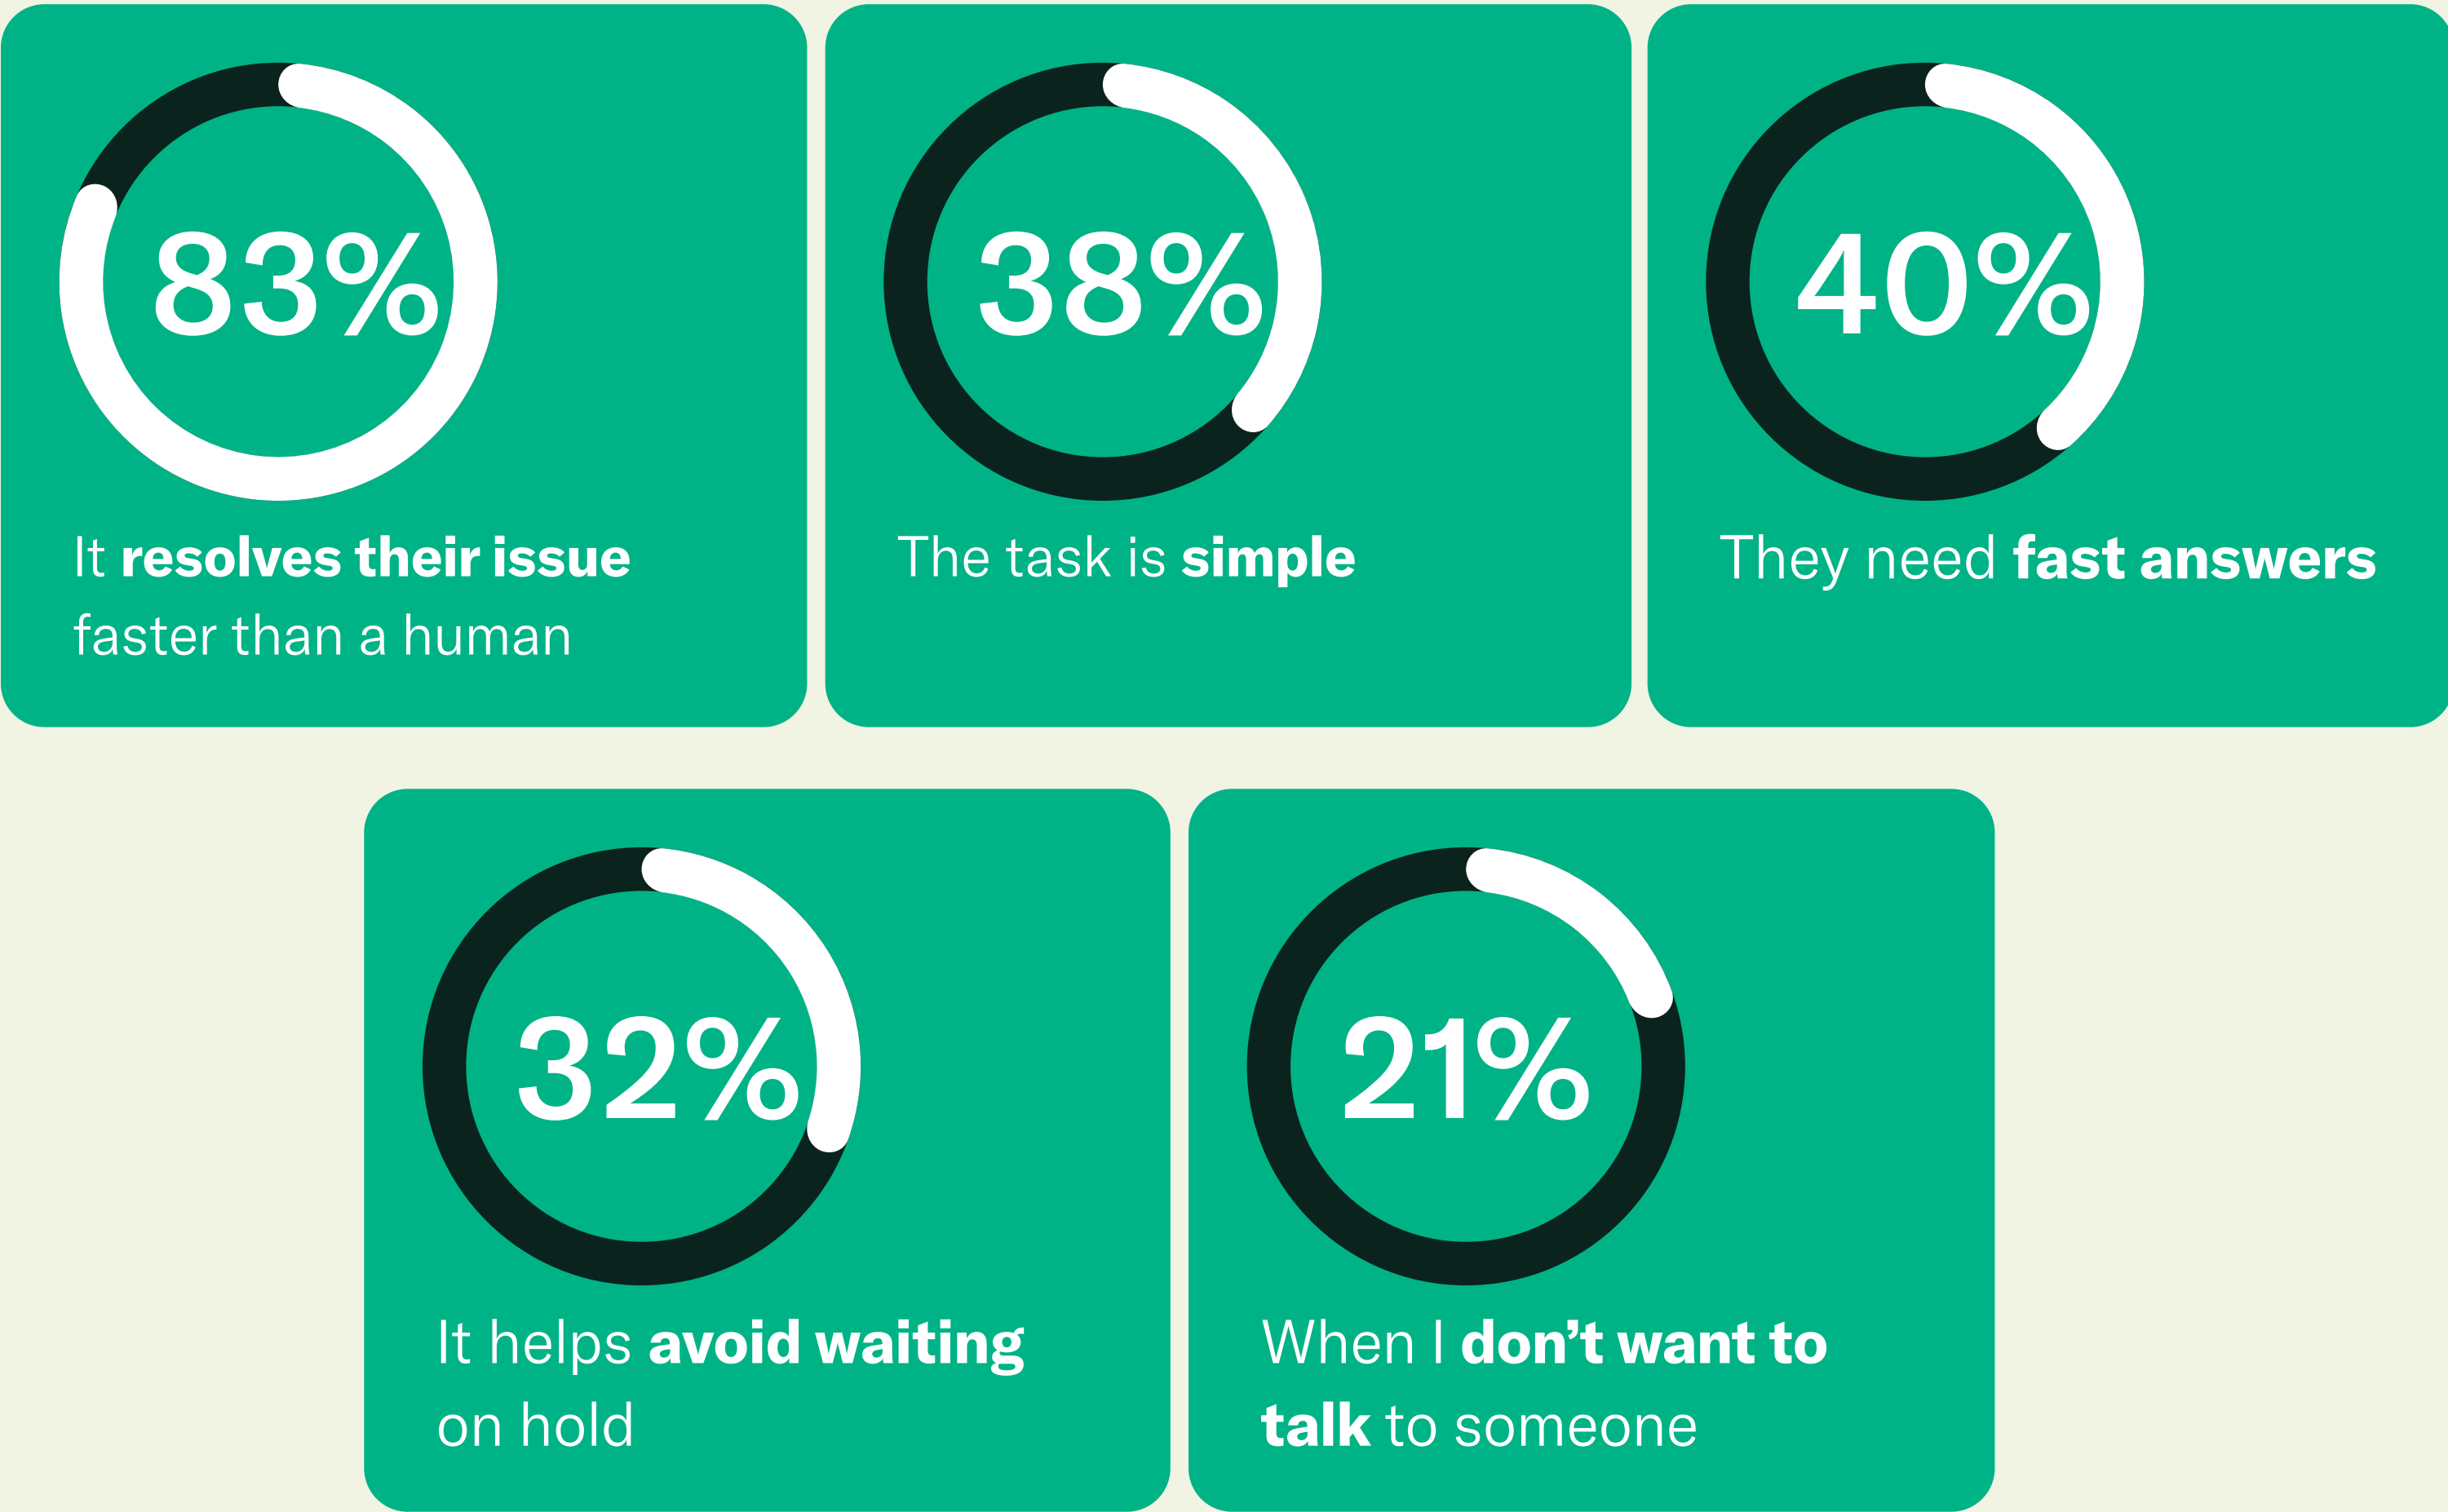 83%
It resolves their issue
faster than a human
38%
The task is simple
40%
They need fast answers
32%
It helps avoid waiting
on hold
21%
When I don't want to
talk to someone